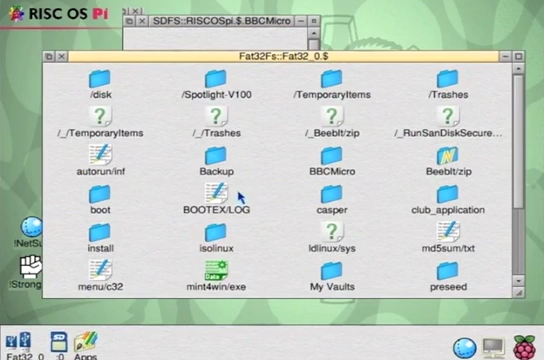 RISC OS Pi
SDFS::RISCOSpi.$.BBCMicro
Fat32Fs::Fat32_0.$
/disk /Spotlight-V100 /TemporaryItems /Trashes
/_/TemporaryItems /_/Trashes /_BeebIt/zip /_RunSanDiskSecure...
autorun/inf Backup BBCMicro BeebIt/zip
boot BOOTEX/LOG casper club_application
install isolinux ldlinux/sys md5sum/txt
menu/c32 mint4win/exe My Vaults preseed
!NetSu
!Strong
Data
Fat32_0 :0 Apps